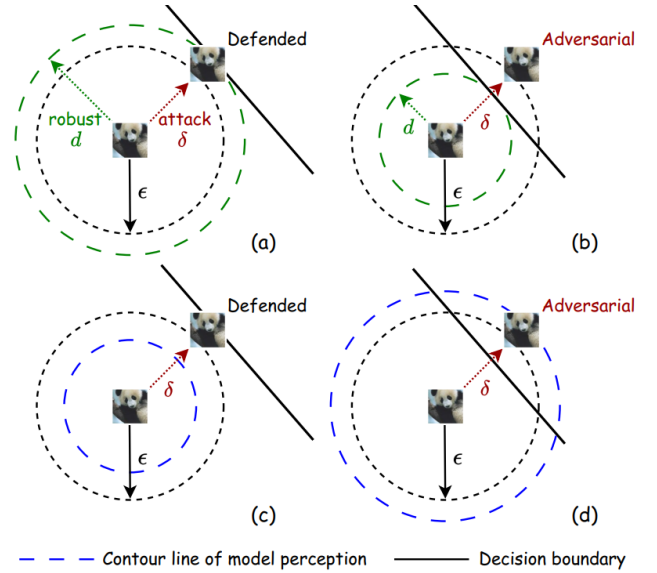 Defended
robust
d
attack
δ
ϵ
(a)
Adversarial
d
δ
ϵ
(b)
Defended
δ
ϵ
(c)
Adversarial
δ
ϵ
(d)
Contour line of model perception
Decision boundary